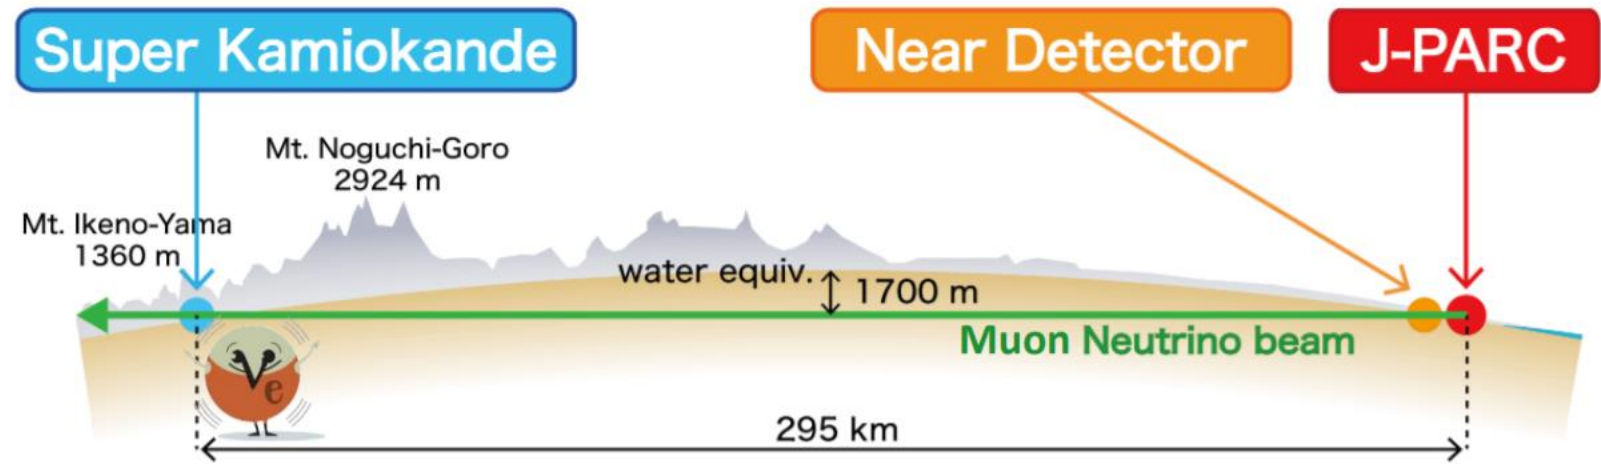 Super Kamiokande
Near Detector
J-PARC
Mt. Noguchi-Goro
2924 m
Mt. Ikeno-Yama
1360 m
water equiv.
1700 m
Muon Neutrino beam
νe
295 km